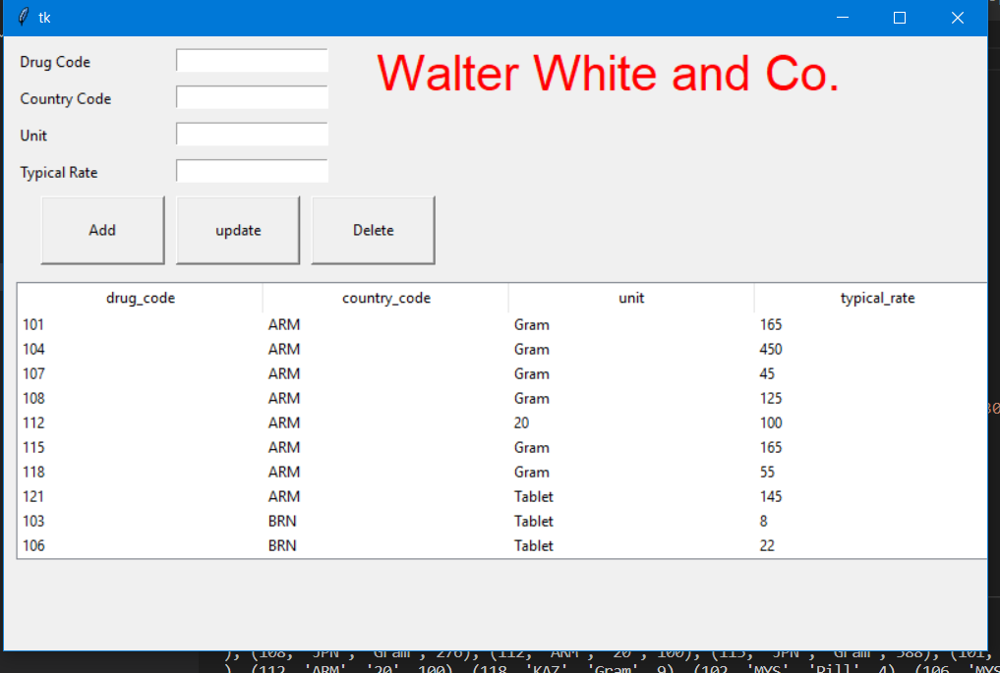 tk
Drug Code
Walter White and Co.
Country Code
Unit
Typical Rate
Add update Delete
drug_code country_code unit typical_rate
101 ARM Gram 165
104 ARM Gram 450
107 ARM Gram 45
108 ARM Gram 125
112 ARM 20 100
115 ARM Gram 165
118 ARM Gram 55
121 ARM Tablet 145
103 BRN Tablet 8
106 BRN Tablet 22
), (108, 'JPN', 'Gram', 276), (112, 'ARM', '20', 100), (115, 'JPN', 'Gram', 588), (101,
), (112, 'ARM', '20', 100), (118, 'KAZ', 'Gram', 9), (102, 'MYS', 'Pill', 4), (106, 'MYS